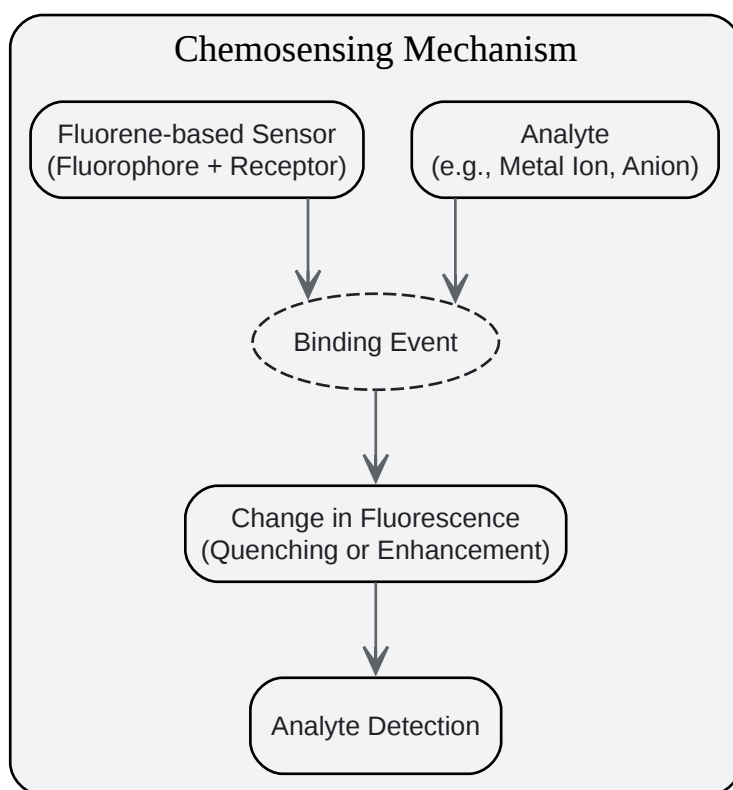 Chemosensing Mechanism
Fluorene-based Sensor
(Fluorophore + Receptor)
Analyte
(e.g., Metal Ion, Anion)
Binding Event
Change in Fluorescence
(Quenching or Enhancement)
Analyte Detection